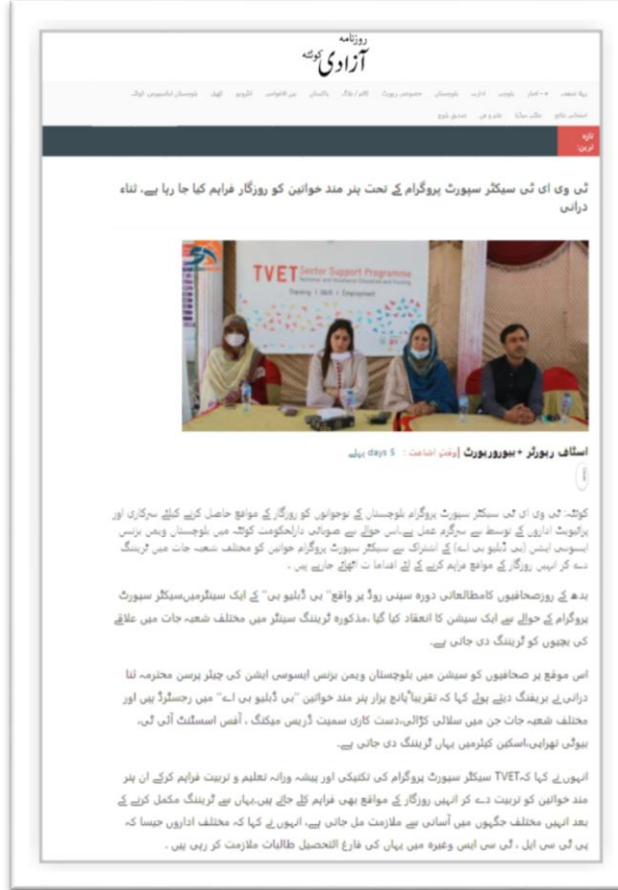 روزنامہ
آزادی کوئٹہ
تازہ
ترین:
ٹی وی ای ٹی سیکٹر سپورٹ پروگرام کے تحت ہنر مند خواتین کو روزگار فراہم کیا جا رہا ہے، ثناء
درانی
TVET Sector Support Programme
Training | Skill | Employment
اسٹاف رپورٹر +بیورورپورٹ |وقتِ اشاعت : 5 days پہلے
کوئٹہ: ٹی وی ای ٹی سیکٹر سپورٹ پروگرام بلوچستان کے نوجوانوں کو روزگار کے مواقع حاصل کرنے کیلئے سرکاری اور
پرائیویٹ اداروں کے توسط سے سرگرم عمل ہے۔اس حوالے سے صوبائی دارلحکومت کوئٹہ میں بلوچستان ویمن بزنس
ایسوسی ایشن (بی ڈبلیو بی اے) کے اشتراک سے سیکٹر سپورٹ پروگرام خواتین کو مختلف شعبہ جات میں ٹریننگ
دے کر انہیں روزگار کے مواقع فراہم کرنے کے لئے اقداما ت اٹھائے جارہے ہیں ۔
بدھ کے روزصحافیوں کامطالعاتی دورہ سینی روڈ پر واقع” بی ڈبلیو بی“ کے ایک سینٹرمیں،سیکٹر سپورٹ
پروگرام کے حوالے سے ایک سیشن کا انعقاد کیا گیا ،مذکورہ ٹریننگ سینٹر میں مختلف شعبہ جات میں علاقے
کی بچیوں کو ٹریننگ دی جاتی ہے۔
اس موقع پر صحافیوں کو سیشن میں بلوچستان ویمن بزنس ایسوسی ایشن کی چیئر پرسن محترمہ ثنا
درانی نے بریفنگ دیتے ہوئے کہا کہ تقریباً پانچ ہزار ہنر مند خواتین ”بی ڈبلیو بی اے“ میں رجسٹرڈ ہیں اور
مختلف شعبہ جات جن میں سلائی کڑائی،دست کاری سمیت ڈریس میکنگ ، آفس اسسٹنٹ آئی ٹی،
بیوٹی تھراپی،اسکین کیئرمیں یہاں ٹریننگ دی جاتی ہے۔
انہوں نے کہا کہTVET سیکٹر سپورٹ پروگرام کی تکنیکی اور پیشہ ورانہ تعلیم و تربیت فراہم کرکے ان ہنر
مند خواتین کو تربیت دے کر انہیں روزگار کے مواقع بھی فراہم کئے جاتے ہیں،یہاں سے ٹریننگ مکمل کرنے کے
بعد انہیں مختلف جگہوں میں آسانی سے ملازمت مل جاتی ہے، انہوں نے کہا کہ مختلف اداروں جیسا کہ
پی ٹی سی ایل ، ٹی سی ایس وغیرہ میں یہاں کی فارغ التحصیل طالبات ملازمت کر رہی ہیں ۔